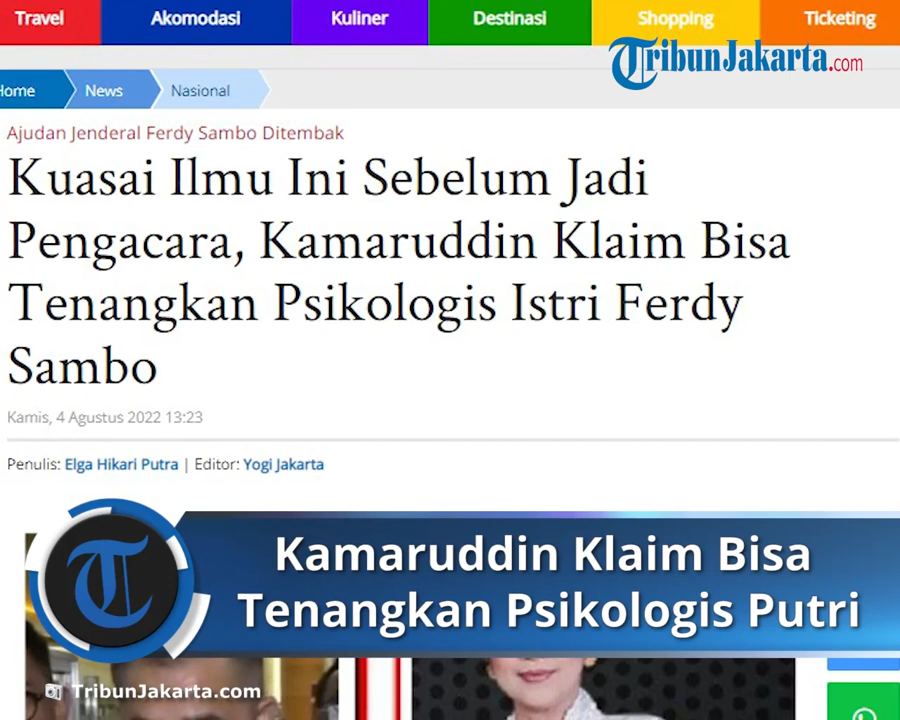 Travel Akomodasi Kuliner Destinasi Shopping Ticketing
TribunJakarta.com
Home News Nasional
Ajudan Jenderal Ferdy Sambo Ditembak
Kuasai Ilmu Ini Sebelum Jadi
Pengacara, Kamaruddin Klaim Bisa
Tenangkan Psikologis Istri Ferdy
Sambo
Kamis, 4 Agustus 2022 13:23
Penulis: Elga Hikari Putra | Editor: Yogi Jakarta
T
Kamaruddin Klaim Bisa
Tenangkan Psikologis Putri
TribunJakarta.com